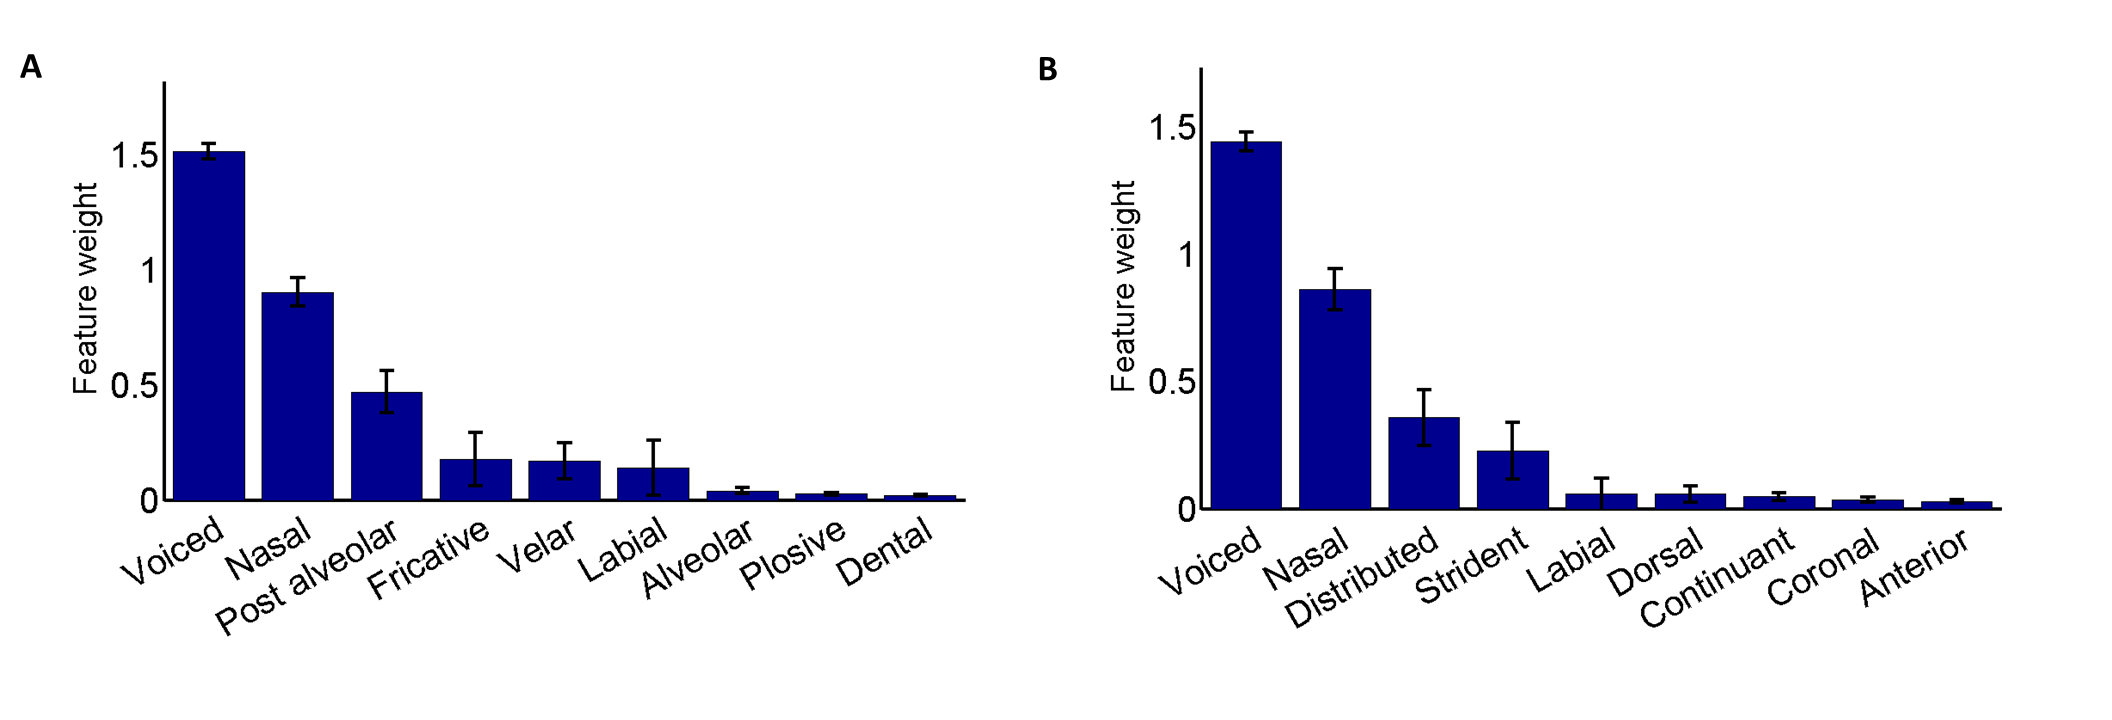 A
Feature weight
1.5
1
0.5
0
Voiced
Nasal
Post alveolar
Fricative
Velar
Labial
Alveolar
Plosive
Dental
B
Feature weight
1.5
1
0.5
0
Voiced
Nasal
Distributed
Strident
Labial
Dorsal
Continuant
Coronal
Anterior